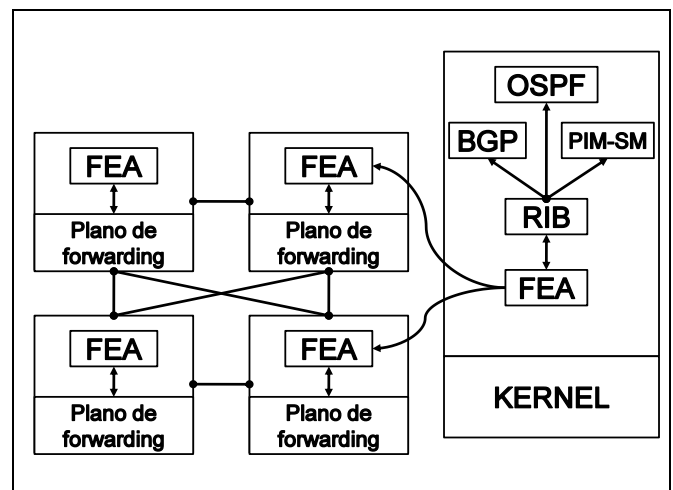 OSPF
BGP
PIM-SM
RIB
FEA
KERNEL
FEA
Plano de
forwarding
FEA
Plano de
forwarding
FEA
Plano de
forwarding
FEA
Plano de
forwarding